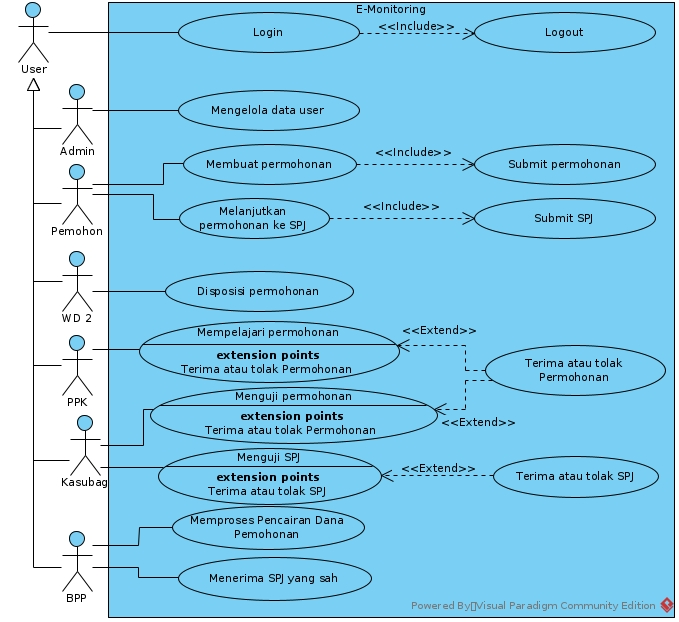 E-Monitoring
User
Login
<<Include>>
Logout
Admin
Mengelola data user
Pemohon
Membuat permohonan
<<Include>>
Submit permohonan
Melanjutkan
permohonan ke SPJ
<<Include>>
Submit SPJ
WD 2
Disposisi permohonan
PPK
Mempelajari permohonan
extension points
Terima atau tolak Permohonan
<<Extend>>
Terima atau tolak
Permohonan
Kasubag
Menguji permohonan
extension points
Terima atau tolak Permohonan
<<Extend>>
Menguji SPJ
extension points
Terima atau tolak SPJ
<<Extend>>
Terima atau tolak SPJ
BPP
Memproses Pencairan Dana
Pemohonan
Menerima SPJ yang sah
Powered By Visual Paradigm Community Edition